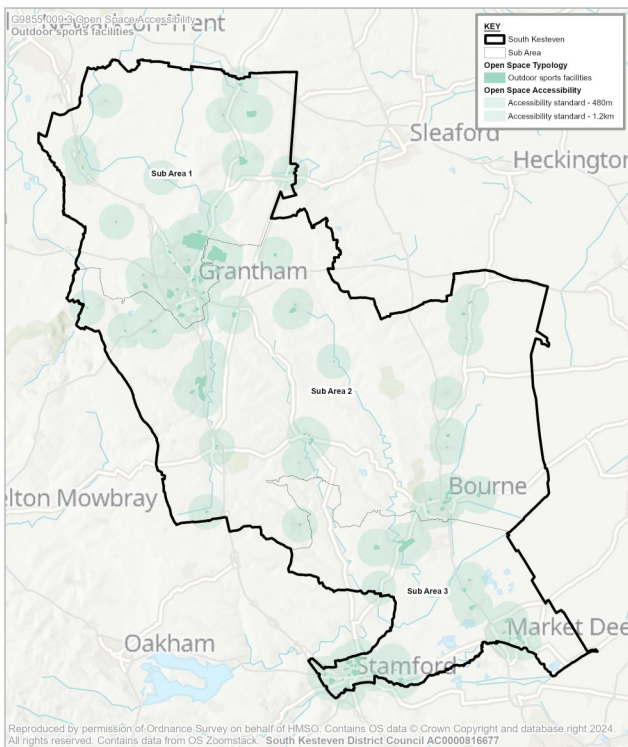 G9855.009-3 Open Space Accessibility
Outdoor sports facilities
Newark-on-Trent
KEY
South Kesteven
Sub Area
Open Space Typology
Outdoor sports facilities
Open Space Accessibility
Accessibility standard - 480m
Accessibility standard - 1.2km
Sleaford
Heckington
Sub Area 1
Grantham
Sub Area 2
elton Mowbray
Bourne
Sub Area 3
Oakham
Market Dee
Stamford
Reproduced by permission of Ordnance Survey on behalf of HMSO. Contains OS data © Crown Copyright and database right 2024.
All rights reserved. Contains data from OS Zoomstack. South Kesteven District Council AC0000816677